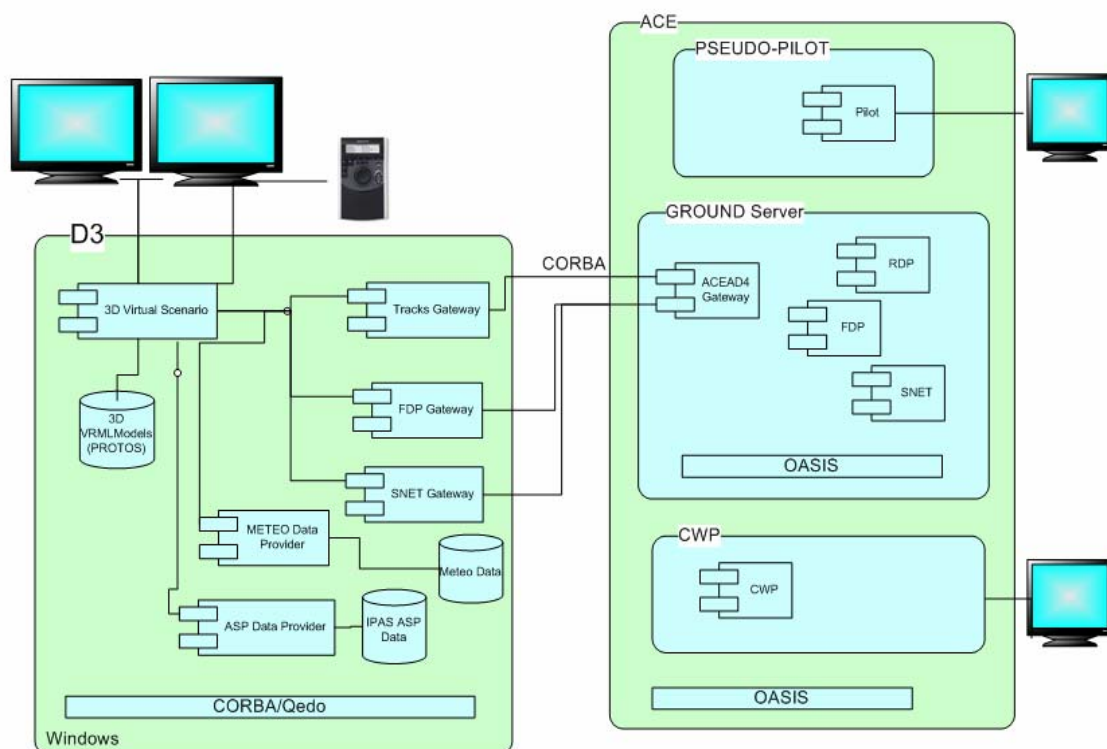 ACE
PSEUDO-PILOT
Pilot
GROUND Server
D3
CORBA
ACEAD4
Gateway
RDP
3D Virtual Scenario
Tracks Gateway
FDP
3D
VRMLModels
(PROTOS)
FDP Gateway
SNET
OASIS
SNET Gateway
METEO Data
Provider
Meteo Data
CWP
CWP
ASP Data Provider
IPAS ASP
Data
OASIS
CORBA/Qedo
Windows